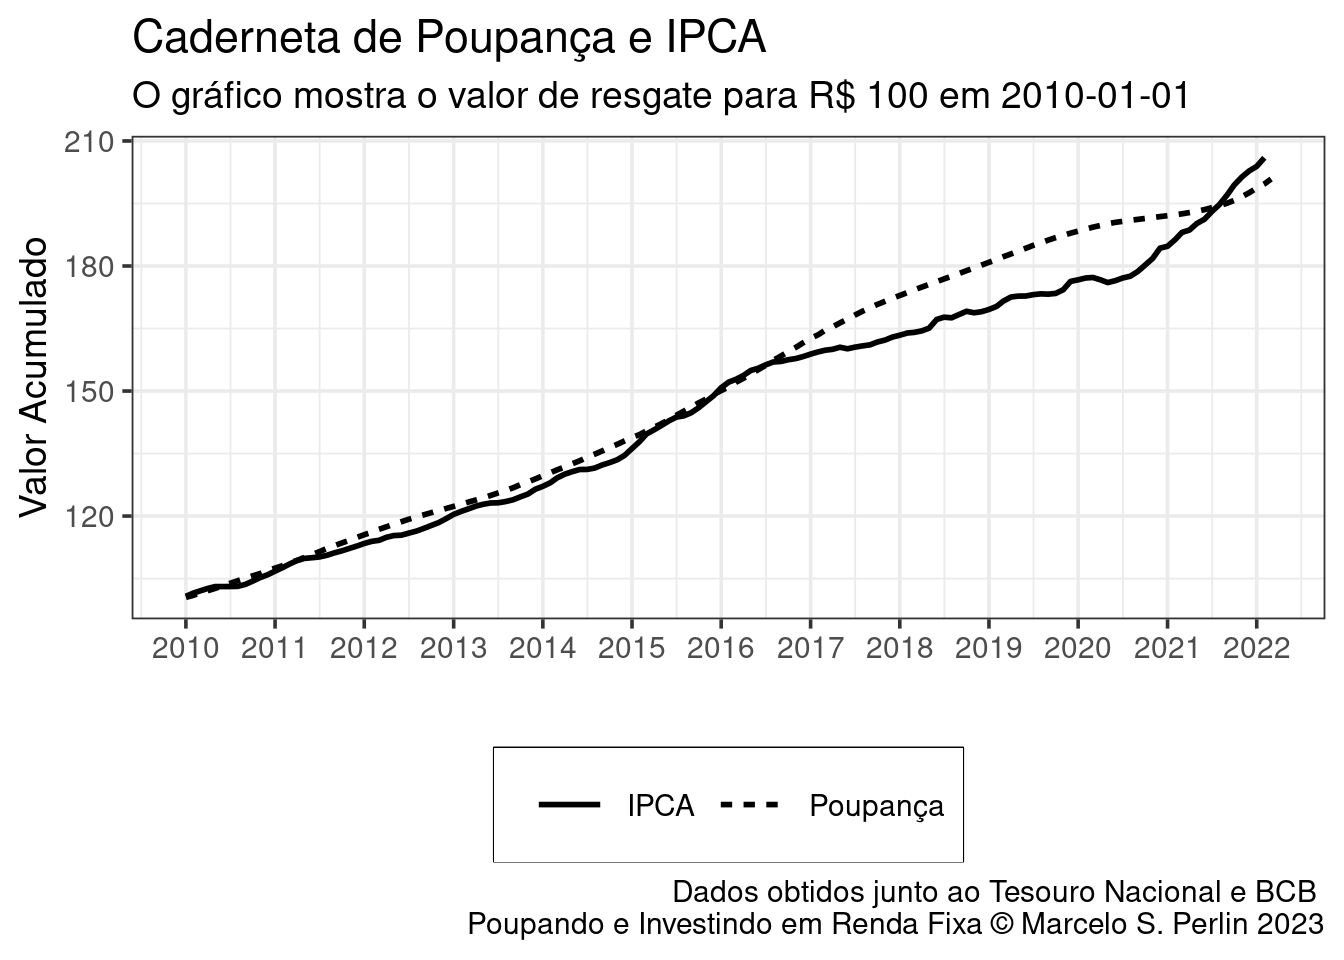 Caderneta de Poupança e IPCA
O gráfico mostra o valor de resgate para R$ 100 em 2010-01-01
Valor Acumulado
210
180
150
120
2010 2011 2012 2013 2014 2015 2016 2017 2018 2019 2020 2021 2022
IPCA Poupança
Dados obtidos junto ao Tesouro Nacional e BCB
Poupando e Investindo em Renda Fixa © Marcelo S. Perlin 2023